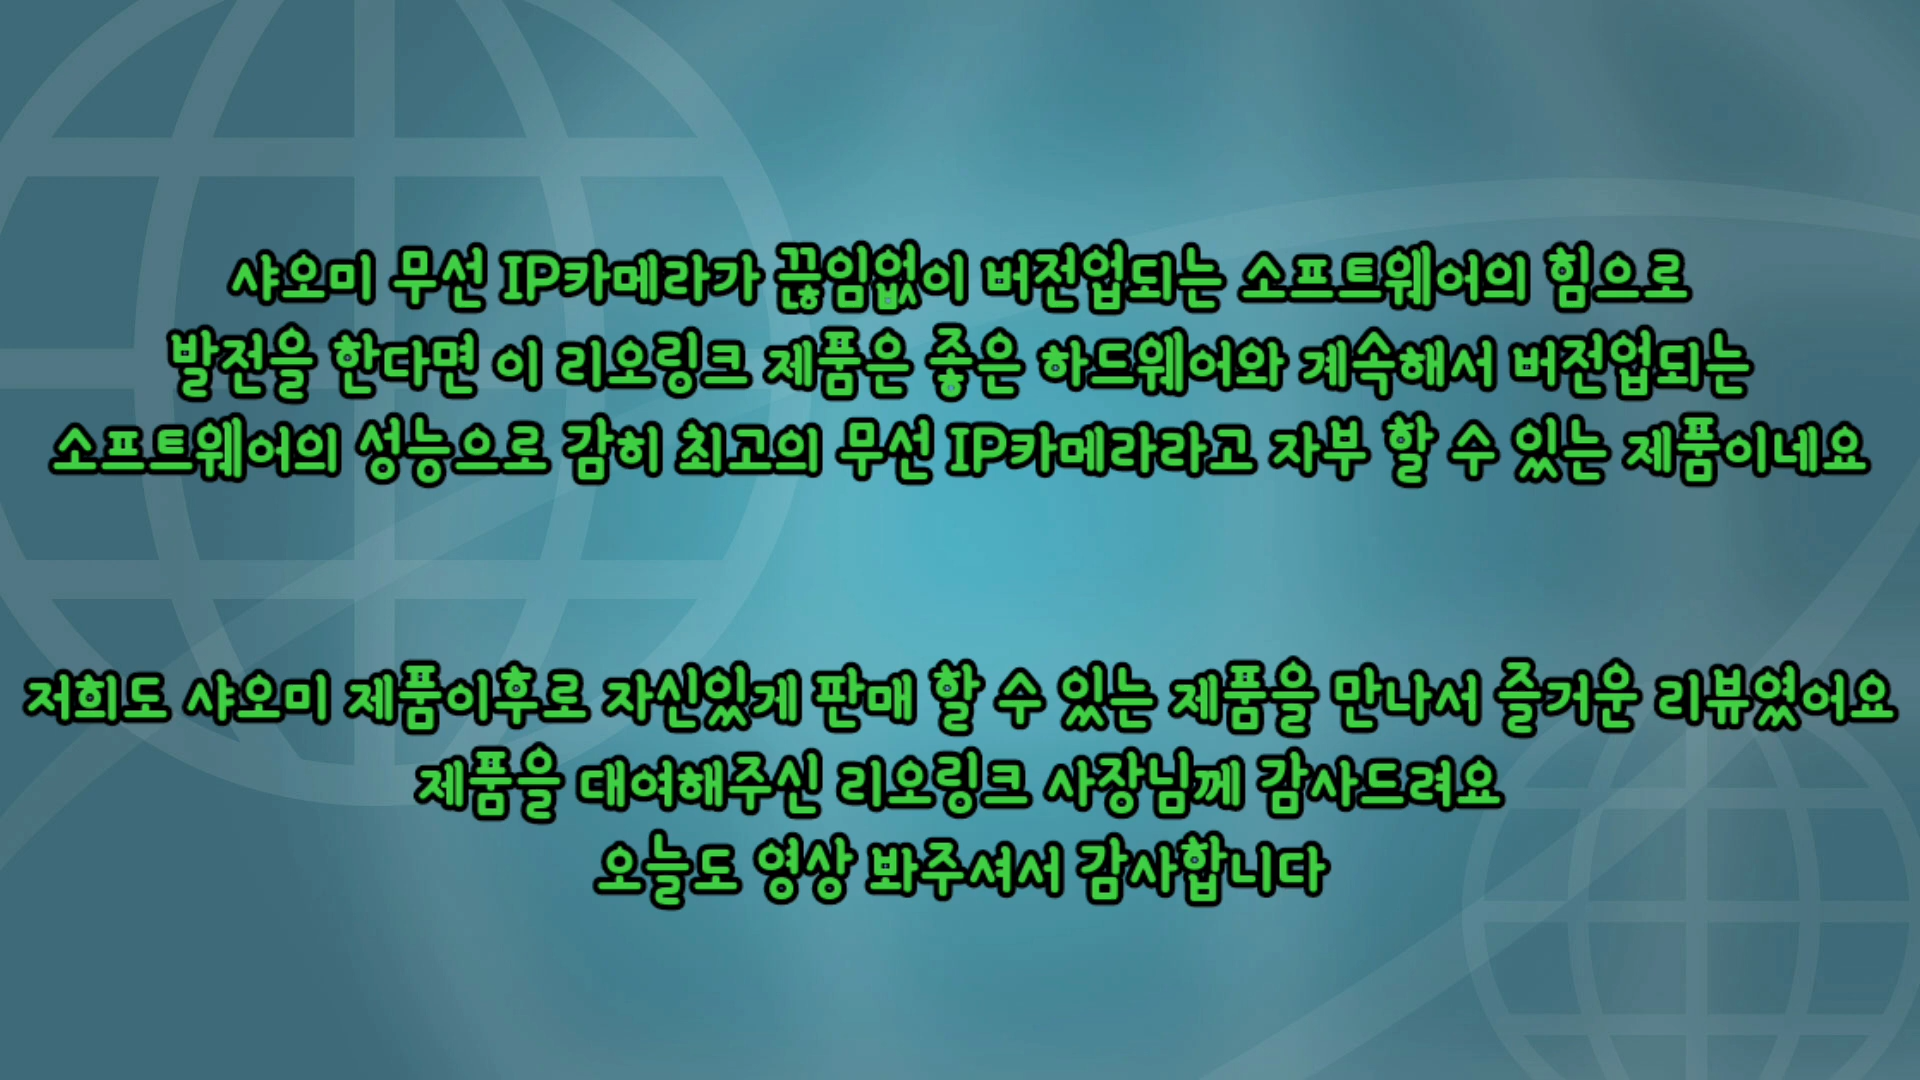 샤오미 무선 IP카메라가 끊임없이 버전업되는 소프트웨어의 힘으로
발전을 한다면 이 리오링크 제품은 좋은 하드웨어와 계속해서 버전업되는
소프트웨어의 성능으로 감히 최고의 무선 IP카메라라고 자부 할 수 있는 제품이네요
저희도 샤오미 제품이후로 자신있게 판매 할 수 있는 제품을 만나서 즐거운 리뷰였어요
제품을 대여해주신 리오링크 사장님께 감사드려요
오늘도 영상 봐주셔서 감사합니다